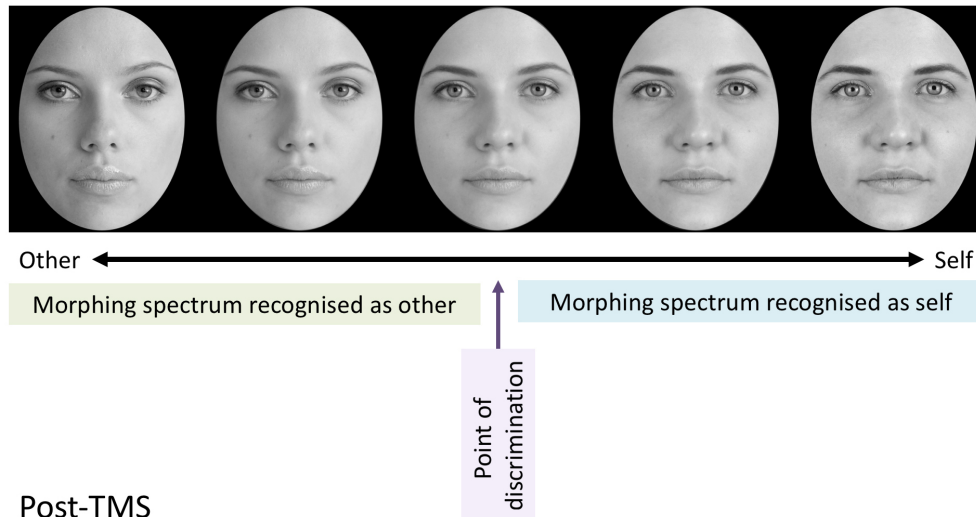 Other
Self
Morphing spectrum recognised as other
Morphing spectrum recognised as self
Point of
discrimination
Post-TMS